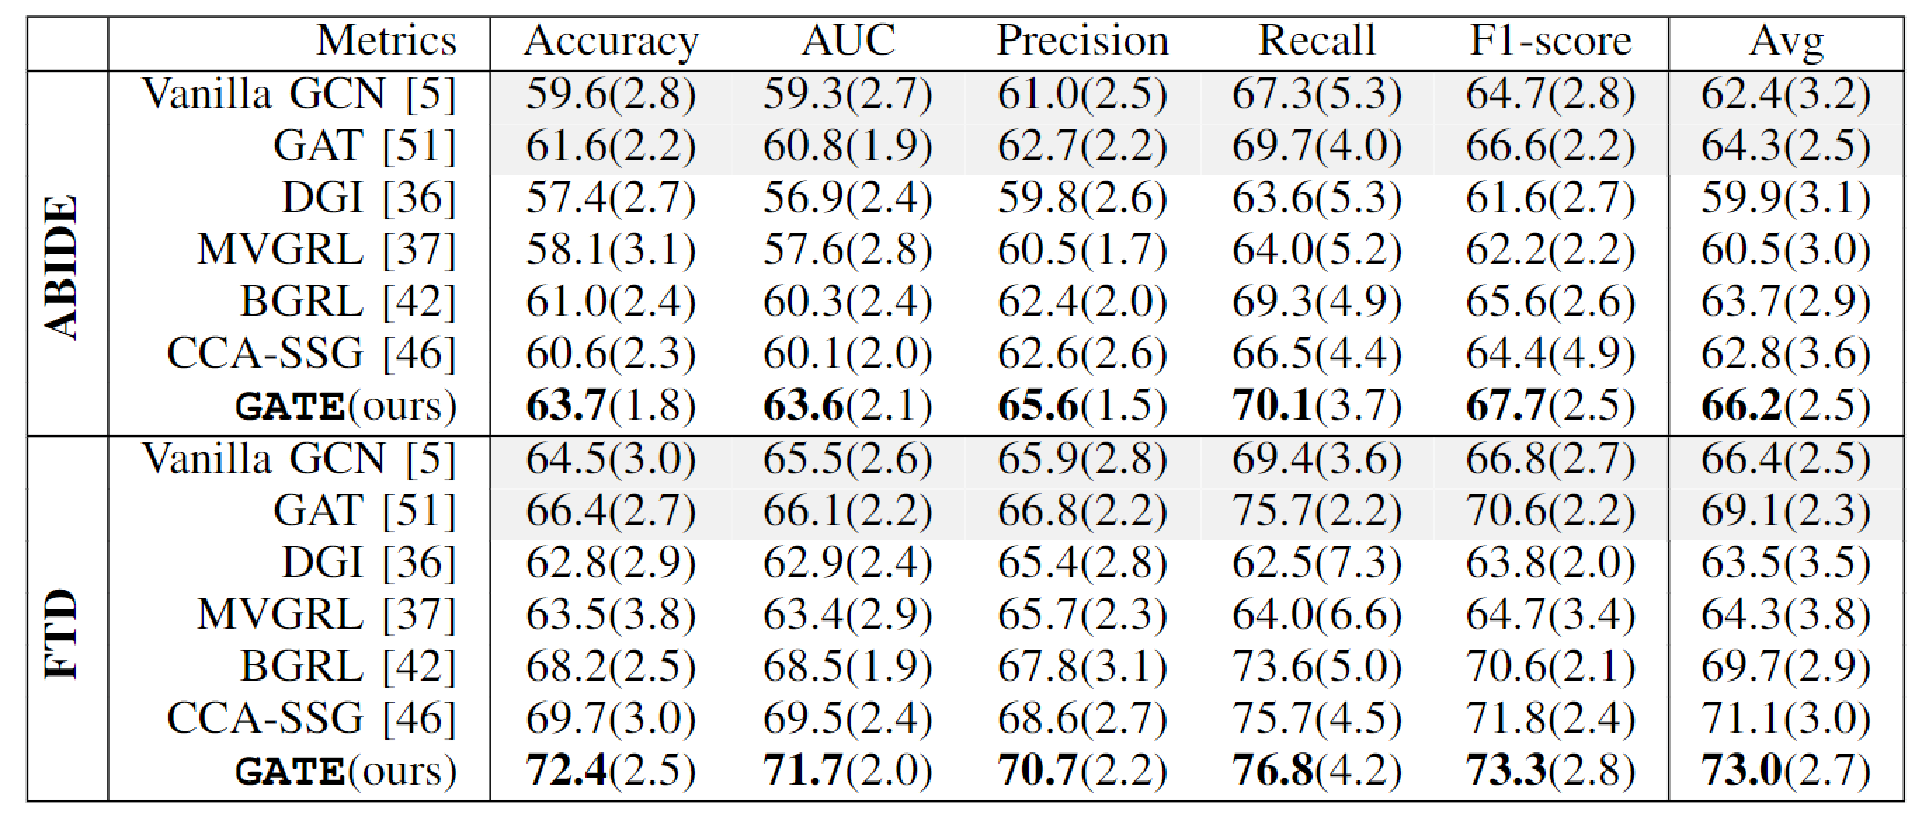 Metrics Accuracy AUC Precision Recall F1-score Avg
ABIDE
Vanilla GCN [5] 59.6(2.8) 59.3(2.7) 61.0(2.5) 67.3(5.3) 64.7(2.8) 62.4(3.2)
GAT [51] 61.6(2.2) 60.8(1.9) 62.7(2.2) 69.7(4.0) 66.6(2.2) 64.3(2.5)
DGI [36] 57.4(2.7) 56.9(2.4) 59.8(2.6) 63.6(5.3) 61.6(2.7) 59.9(3.1)
MVGRL [37] 58.1(3.1) 57.6(2.8) 60.5(1.7) 64.0(5.2) 62.2(2.2) 60.5(3.0)
BGRL [42] 61.0(2.4) 60.3(2.4) 62.4(2.0) 69.3(4.9) 65.6(2.6) 63.7(2.9)
CCA-SSG [46] 60.6(2.3) 60.1(2.0) 62.6(2.6) 66.5(4.4) 64.4(4.9) 62.8(3.6)
GATE(ours) 63.7(1.8) 63.6(2.1) 65.6(1.5) 70.1(3.7) 67.7(2.5) 66.2(2.5)
FTD
Vanilla GCN [5] 64.5(3.0) 65.5(2.6) 65.9(2.8) 69.4(3.6) 66.8(2.7) 66.4(2.5)
GAT [51] 66.4(2.7) 66.1(2.2) 66.8(2.2) 75.7(2.2) 70.6(2.2) 69.1(2.3)
DGI [36] 62.8(2.9) 62.9(2.4) 65.4(2.8) 62.5(7.3) 63.8(2.0) 63.5(3.5)
MVGRL [37] 63.5(3.8) 63.4(2.9) 65.7(2.3) 64.0(6.6) 64.7(3.4) 64.3(3.8)
BGRL [42] 68.2(2.5) 68.5(1.9) 67.8(3.1) 73.6(5.0) 70.6(2.1) 69.7(2.9)
CCA-SSG [46] 69.7(3.0) 69.5(2.4) 68.6(2.7) 75.7(4.5) 71.8(2.4) 71.1(3.0)
GATE(ours) 72.4(2.5) 71.7(2.0) 70.7(2.2) 76.8(4.2) 73.3(2.8) 73.0(2.7)